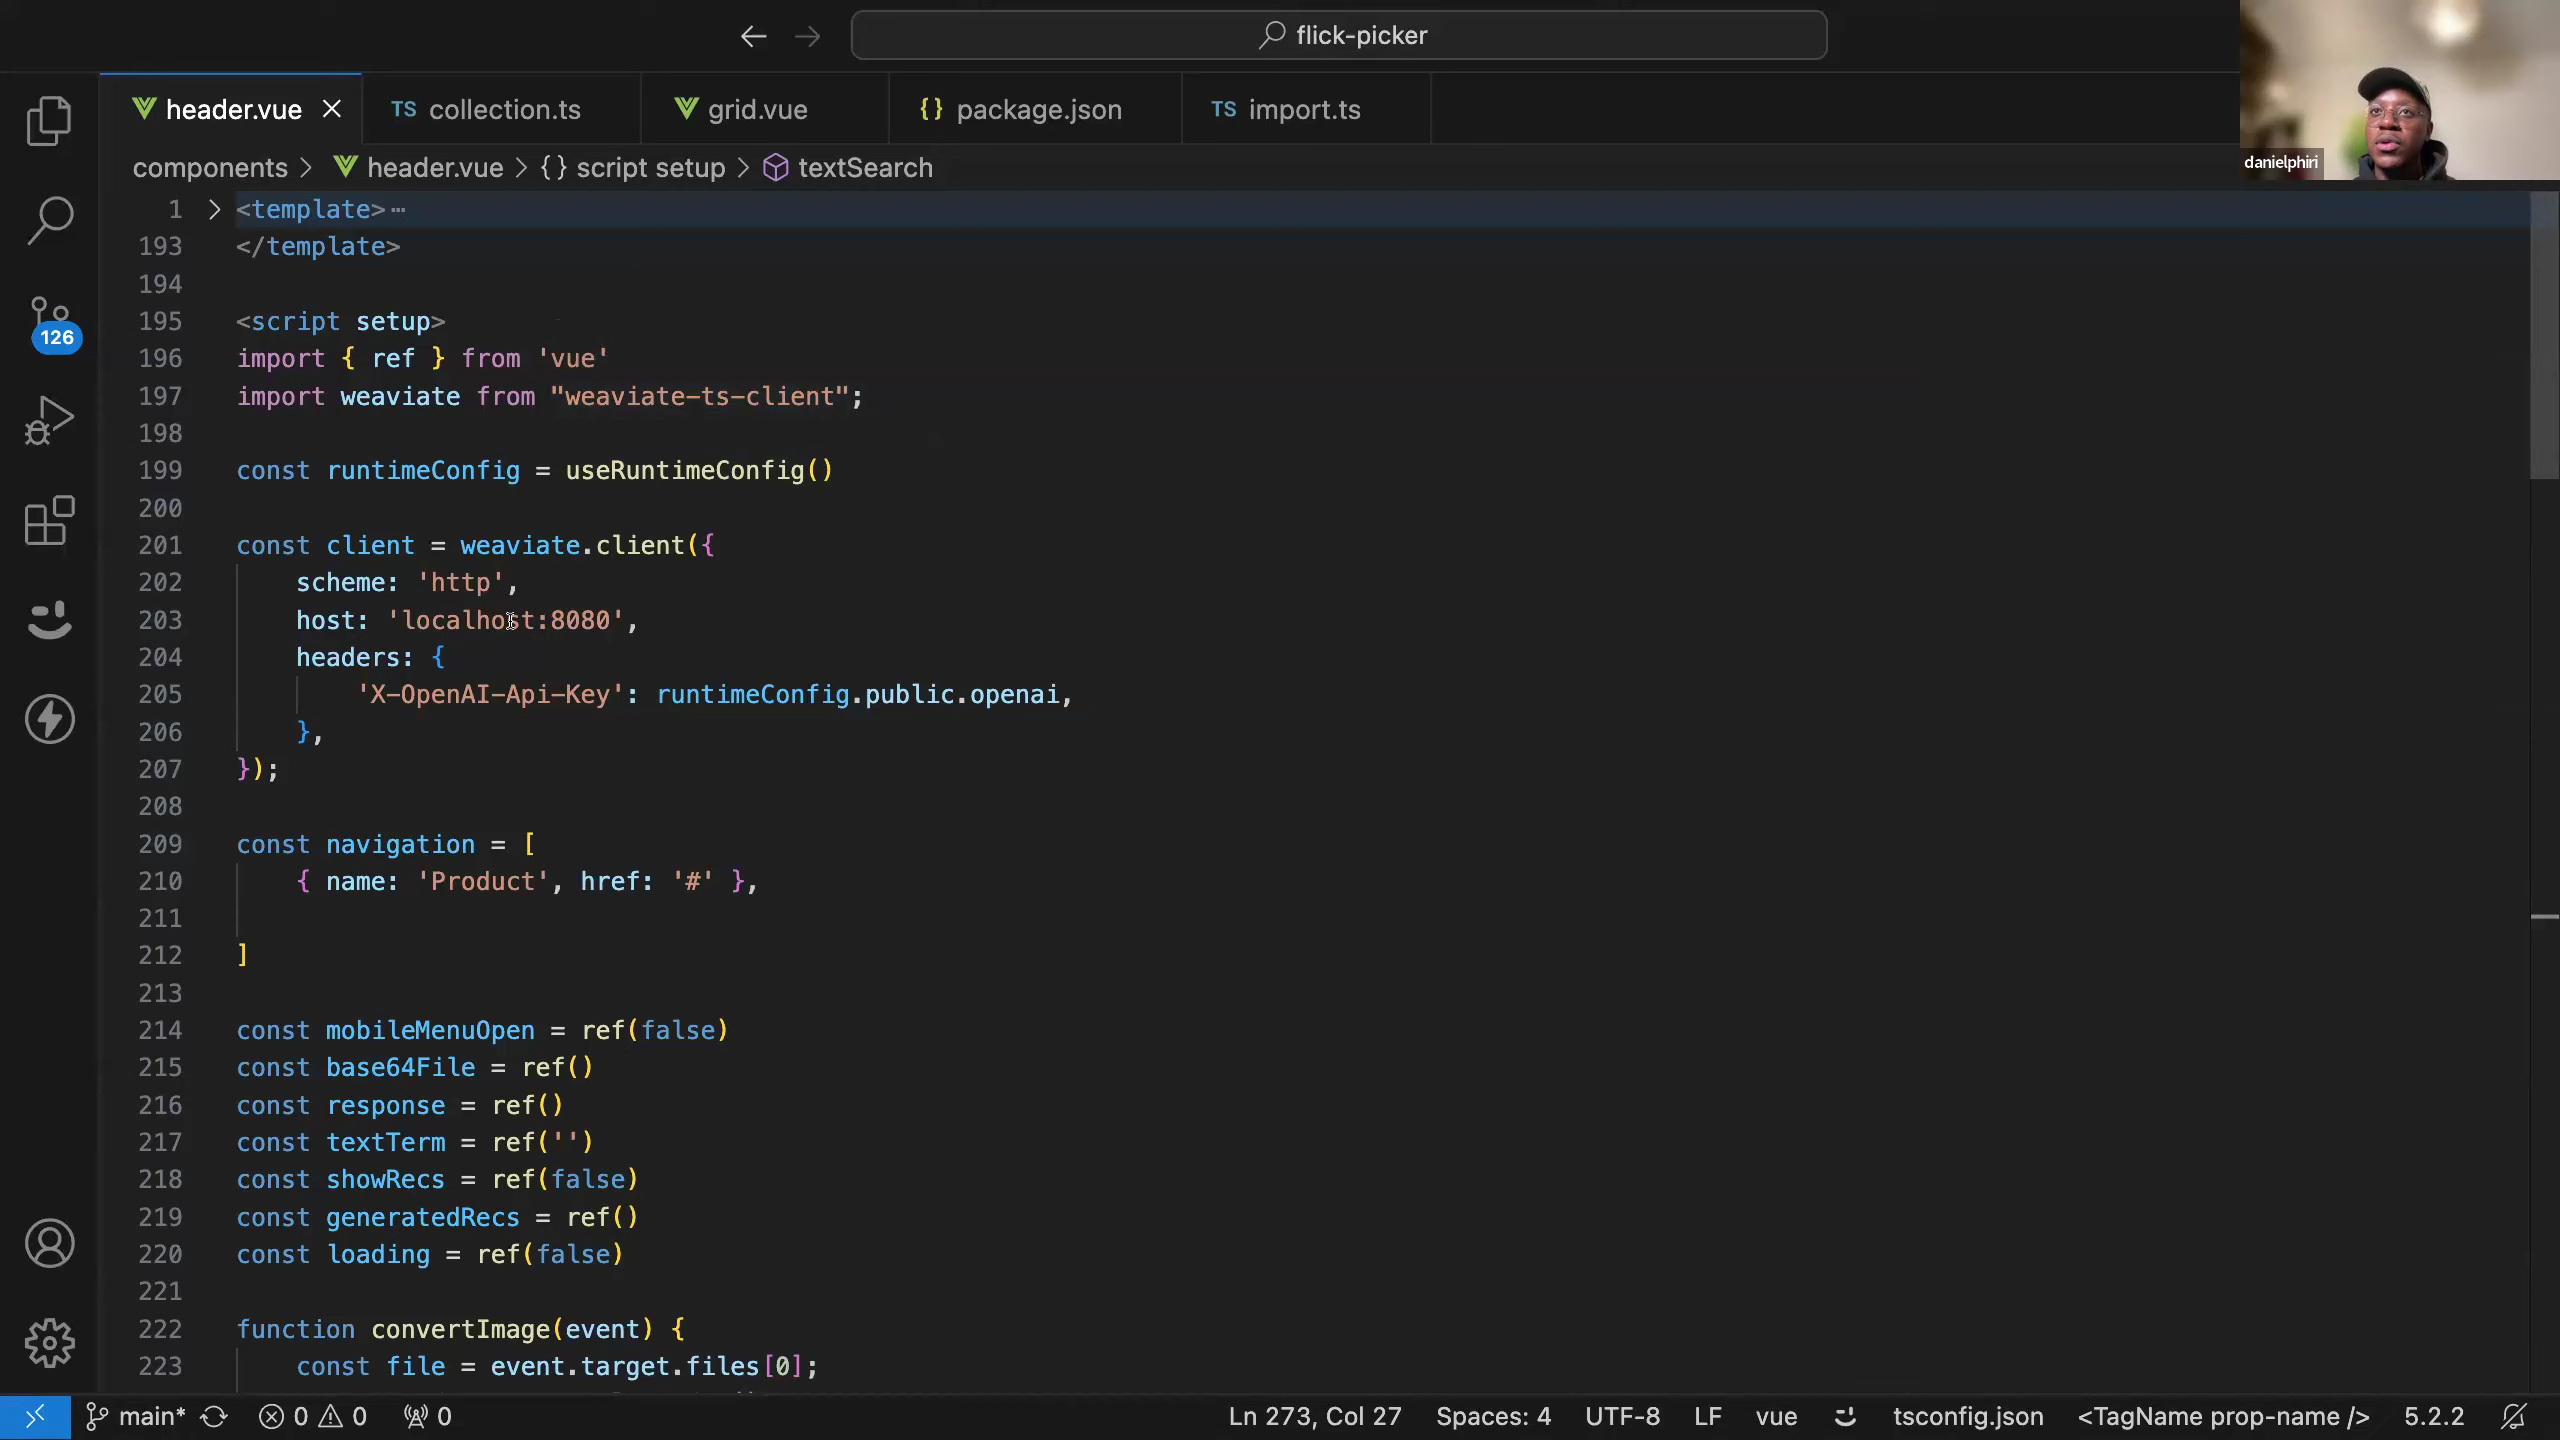 flick-picker
header.vue
TS collection.ts
grid.vue
{} package.json
TS import.ts
danielphiri
components > header.vue > {} script setup > textSearch
1 <template>⋯
193 </template>
194
195 <script setup>
196 import { ref } from 'vue'
197 import weaviate from "weaviate-ts-client";
198
199 const runtimeConfig = useRuntimeConfig()
200
201 const client = weaviate.client({
202 scheme: 'http',
203 host: 'localhost:8080',
204 headers: {
205 'X-OpenAI-Api-Key': runtimeConfig.public.openai,
206 },
207 });
208
209 const navigation = [
210 { name: 'Product', href: '#' },
211
212 ]
213
214 const mobileMenuOpen = ref(false)
215 const base64File = ref()
216 const response = ref()
217 const textTerm = ref('')
218 const showRecs = ref(false)
219 const generatedRecs = ref()
220 const loading = ref(false)
221
222 function convertImage(event) {
223 const file = event.target.files[0];
126
main* 0 0 0 Ln 273, Col 27 Spaces: 4 UTF-8 LF vue tsconfig.json <TagName prop-name /> 5.2.2